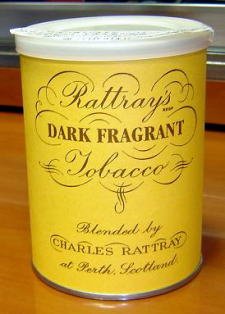 Rattray's
DARK FRAGRANT
Tobacco
Blended by
CHARLES RATTRAY
at Perth, Scotland.